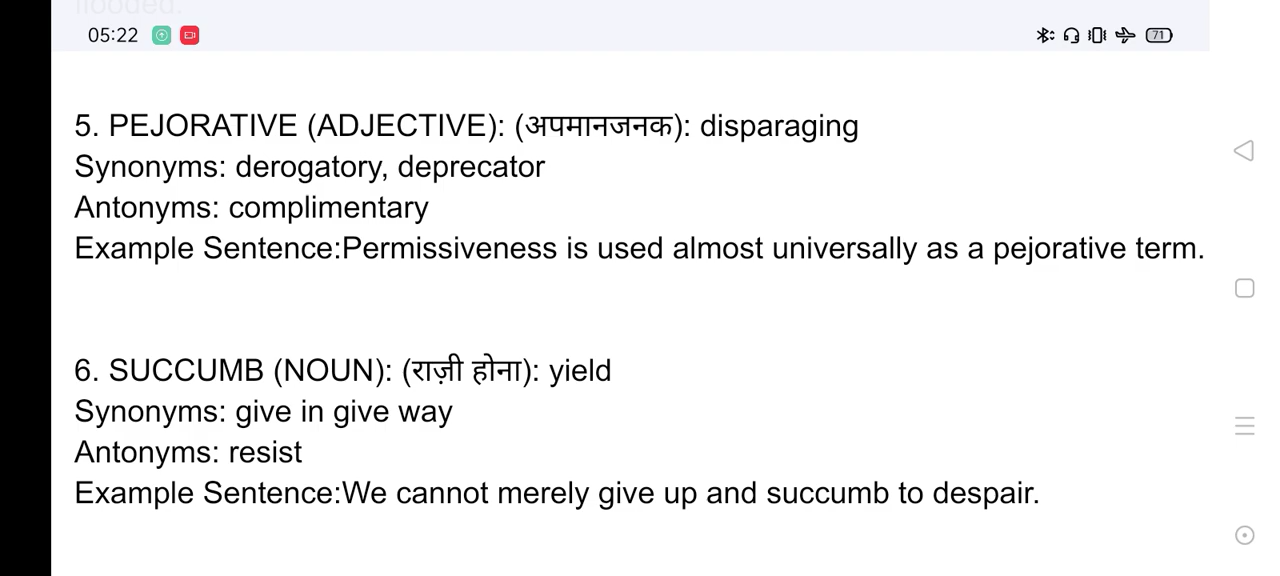 flooded.
05:22
71
5. PEJORATIVE (ADJECTIVE): (अपमानजनक): disparaging
Synonyms: derogatory, deprecator
Antonyms: complimentary
Example Sentence:Permissiveness is used almost universally as a pejorative term.
6. SUCCUMB (NOUN): (राज़ी होना): yield
Synonyms: give in give way
Antonyms: resist
Example Sentence:We cannot merely give up and succumb to despair.